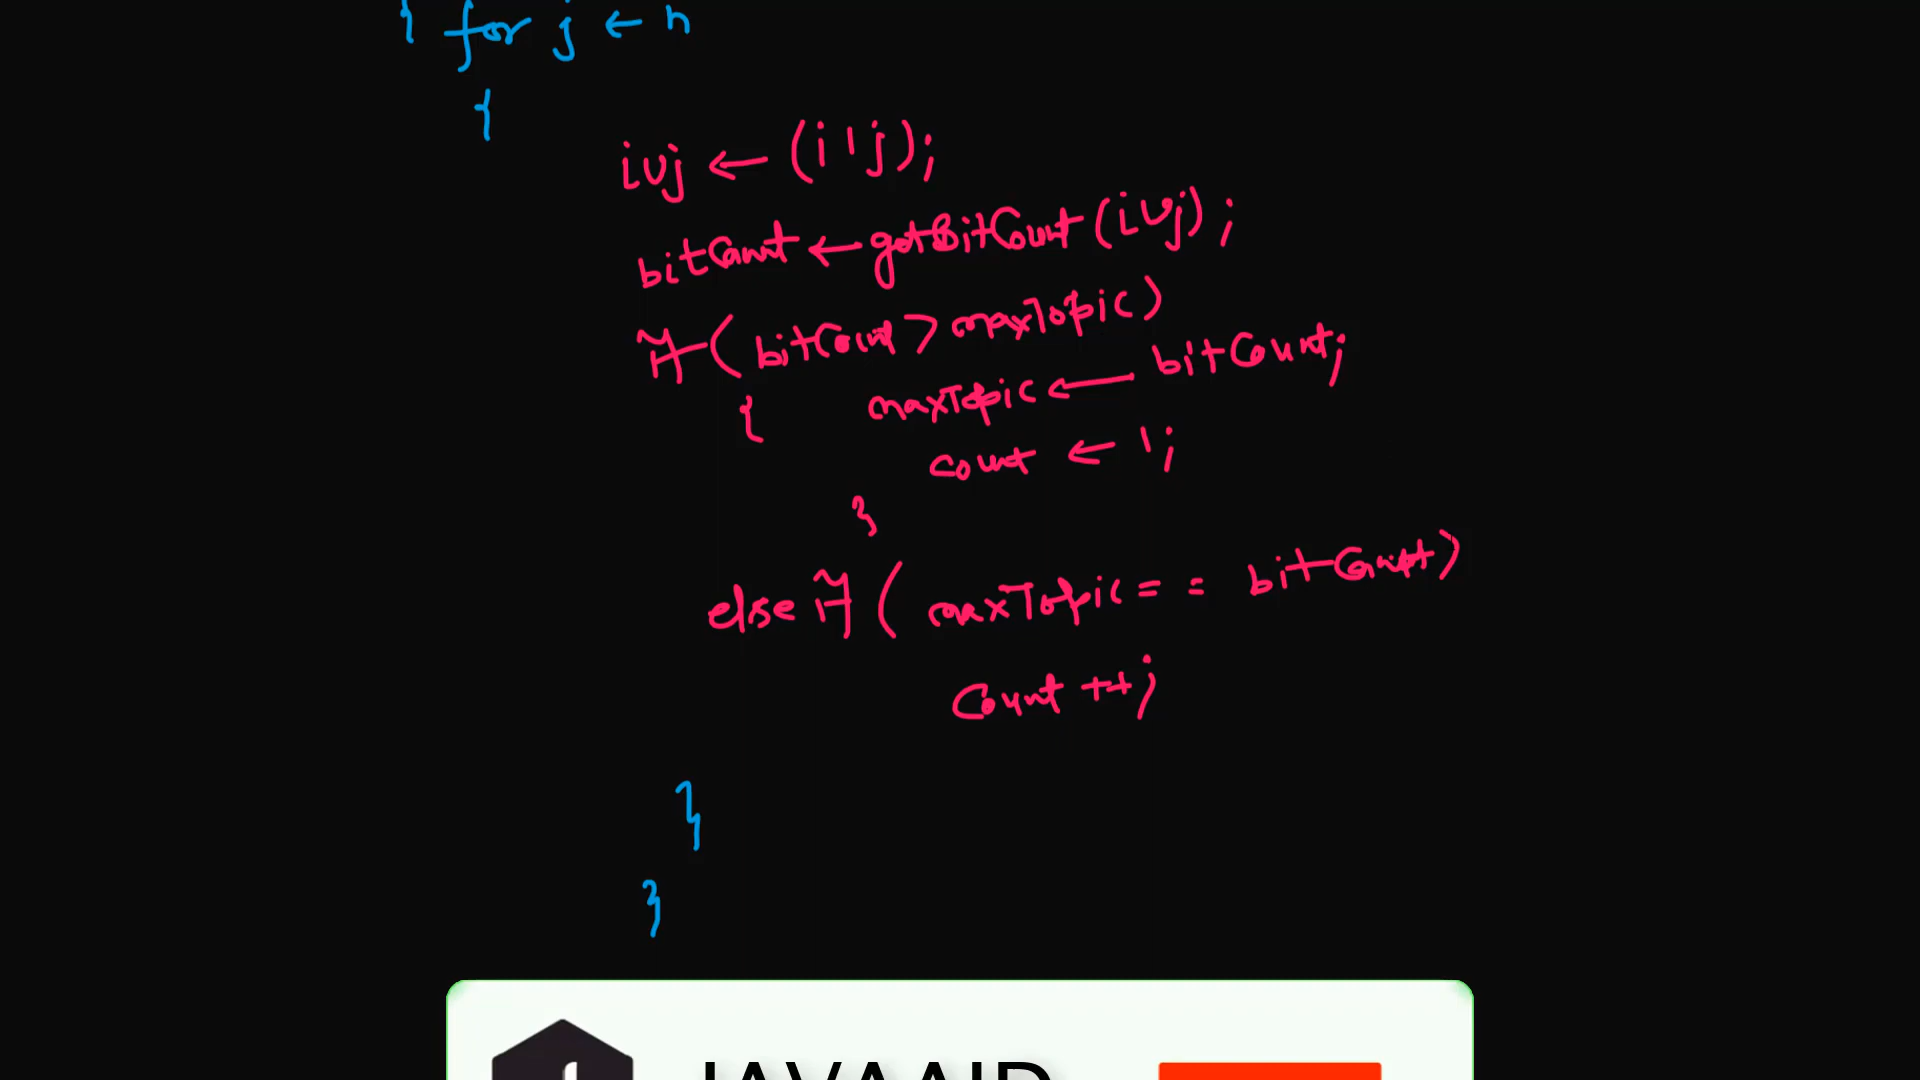 } for j ← n
{
iUj ← (i | j);
bitCount ← getBitCount(iUj);
if (bitCount > maxTopic)
{ maxTopic ← bitCount;
count ← 1;
}
else if ( maxTopic == bitCount)
Count ++;
}
}
JAVAAID